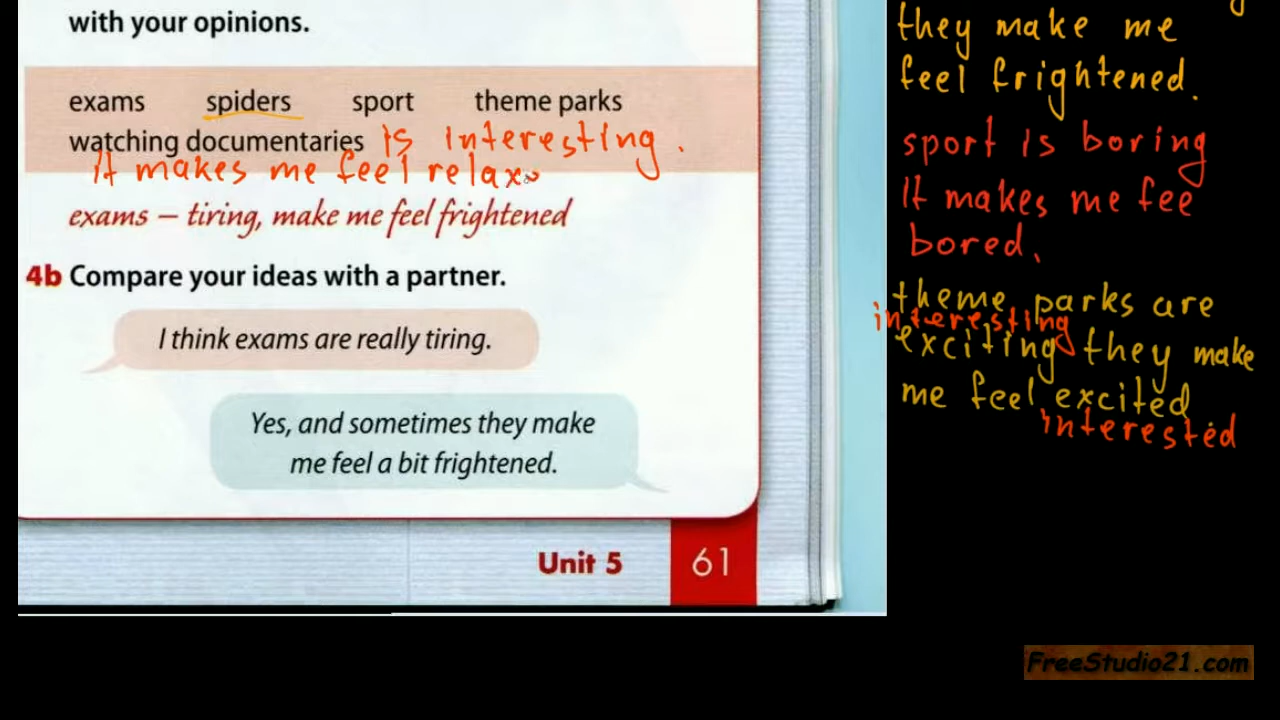 with your opinions.
exams spiders sport theme parks
watching documentaries is interesting.
It makes me feel relax
exams – tiring, make me feel frightened
4b Compare your ideas with a partner.
I think exams are really tiring.
Yes, and sometimes they make
me feel a bit frightened.
Unit 5 61
they make me
feel frightened.
sport is boring
It makes me fee
bored.
theme parks are
interesting
exciting they make
me feel excited
interested
FreeStudio21.com